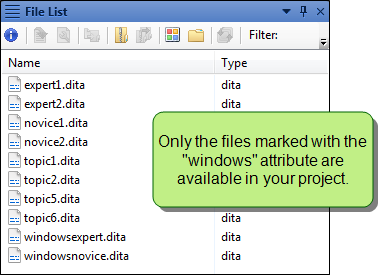 File List
Filter:
Name Type
expert1.dita dita
expert2.dita dita
novice1.dita dita
novice2.dita
topic1.dita
topic2.dita
topic5.dita
topic6.dita dita
windowsexpert.dita dita
windowsnovice.dita dita
Only the files marked with the
"windows" attribute are
available in your project.